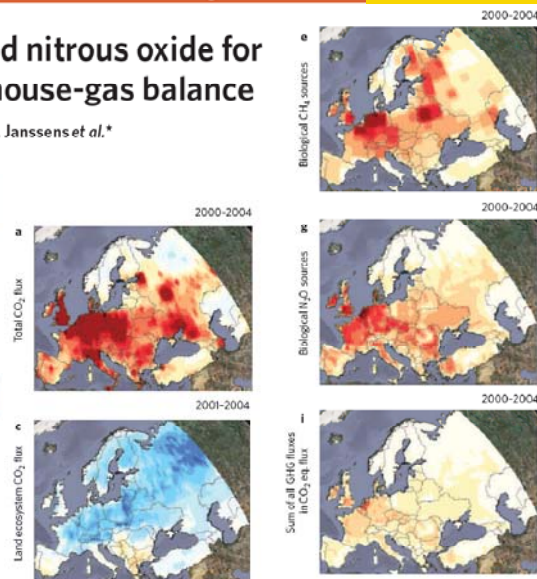 d nitrous oxide for
nouse-gas balance
Janssens et al.*
2000–2004
a
Total CO2 flux
2001–2004
c
Land ecosystem CO2 flux
2000–2004
e
Biological CH4 sources
2000–2004
g
Biological N2O sources
2000–2004
i
Sum of all GHG fluxes
in CO2 eq. flux